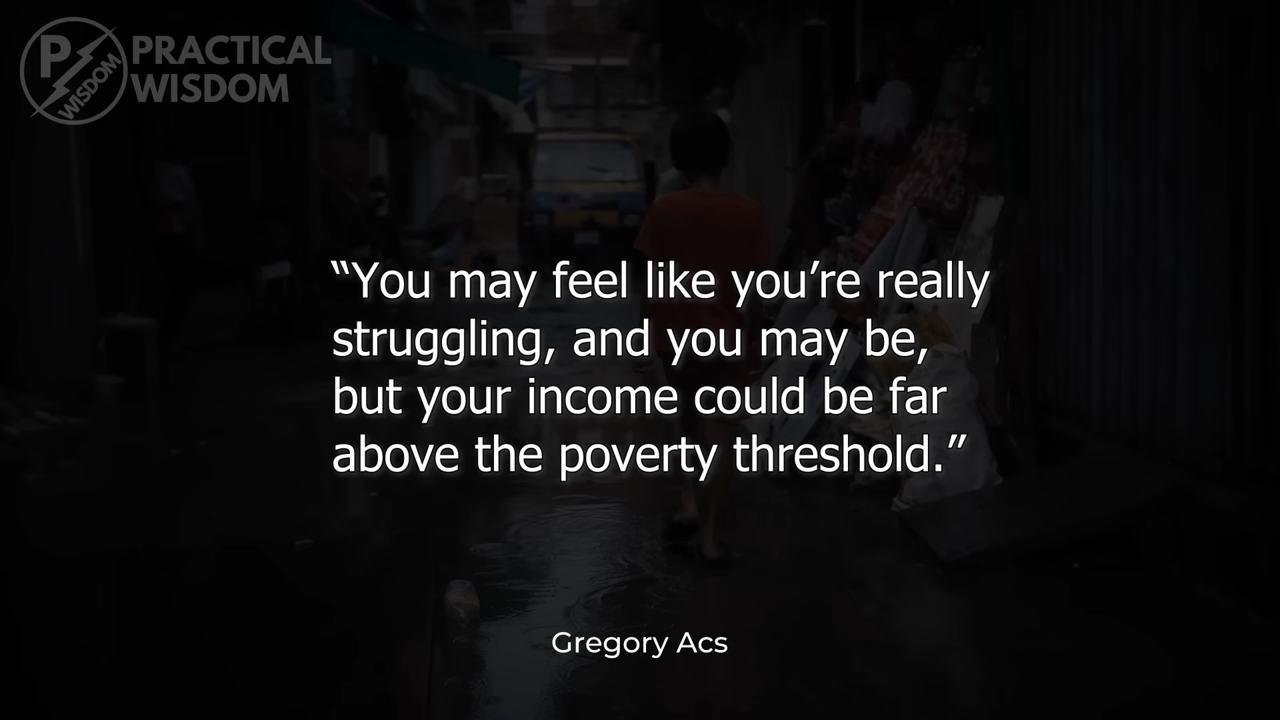 P
WISDOM
PRACTICAL
WISDOM
“You may feel like you’re really
struggling, and you may be,
but your income could be far
above the poverty threshold.”
Gregory Acs